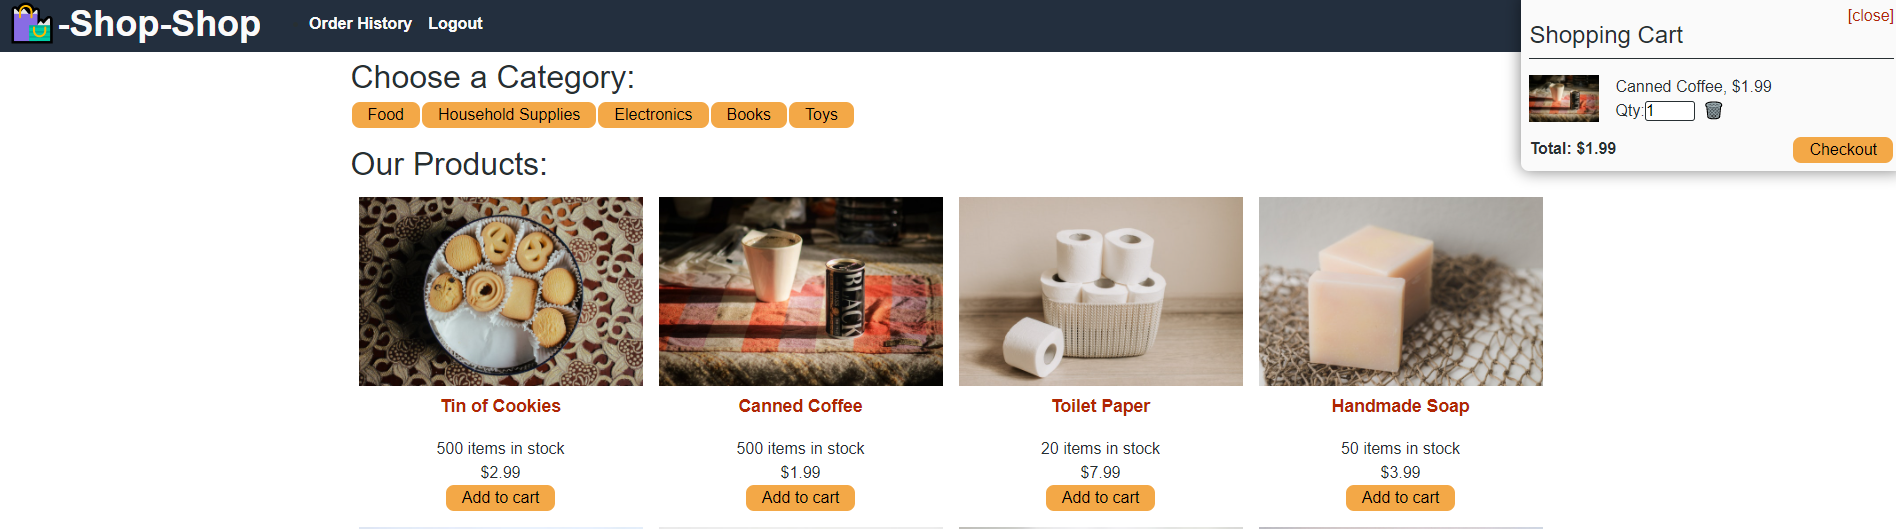 -Shop-Shop
Order History
Logout
[close]
Shopping Cart
Canned Coffee, $1.99
Qty:1
Total: $1.99
Checkout
Choose a Category:
Food
Household Supplies
Electronics
Books
Toys
Our Products:
BLACK
Tin of Cookies
500 items in stock
$2.99
Add to cart
Canned Coffee
500 items in stock
$1.99
Add to cart
Toilet Paper
20 items in stock
$7.99
Add to cart
Handmade Soap
50 items in stock
$3.99
Add to cart